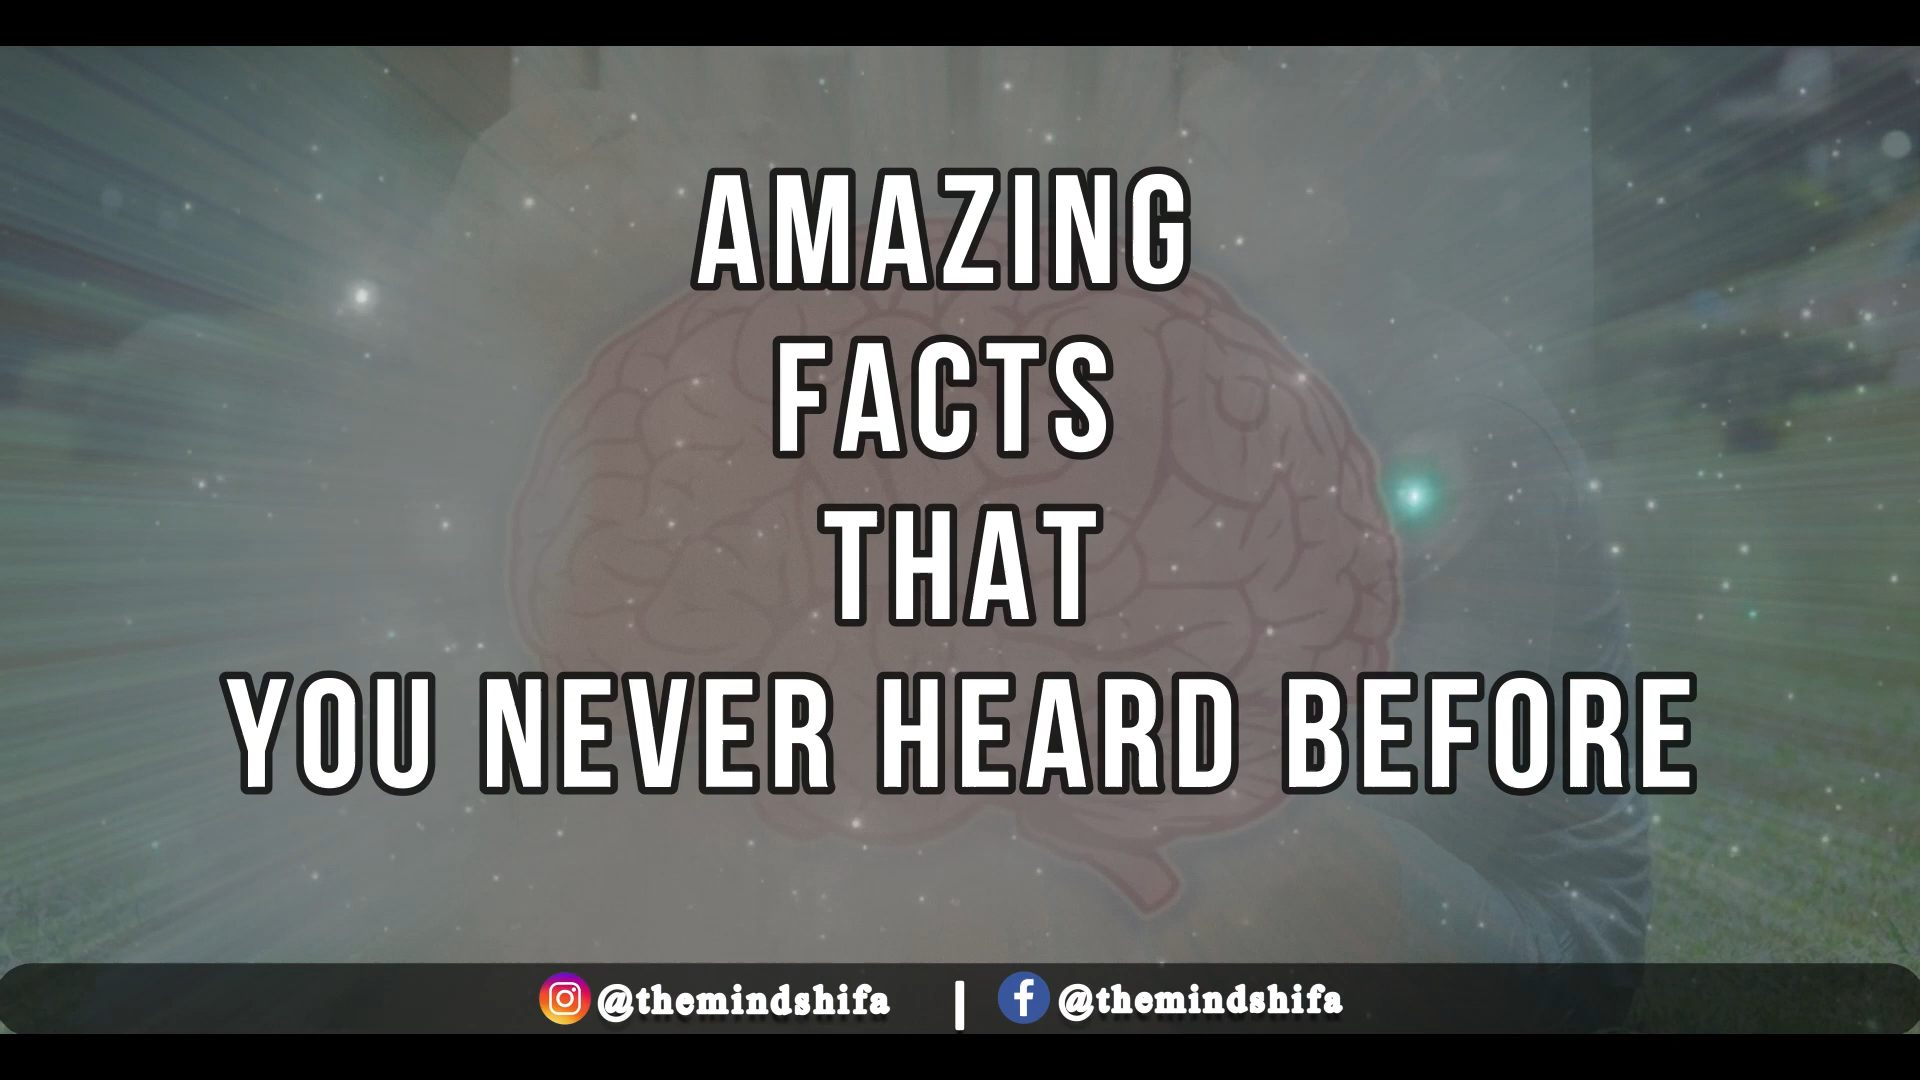 AMAZING
FACTS
THAT
YOU NEVER HEARD BEFORE
@themindshifa | @themindshifa